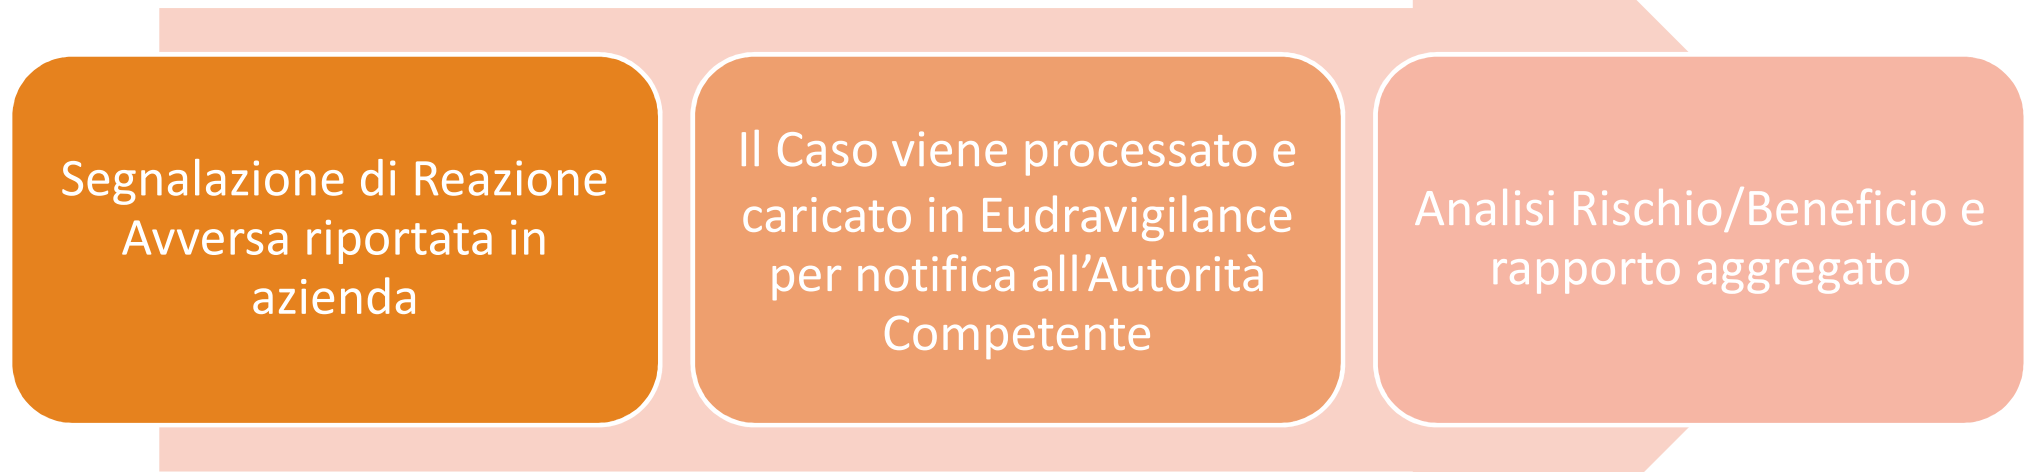 Segnalazione di Reazione
Avversa riportata in
azienda
Il Caso viene processato e
caricato in Eudravigilance
per notifica all’Autorità
Competente
Analisi Rischio/Beneficio e
rapporto aggregato